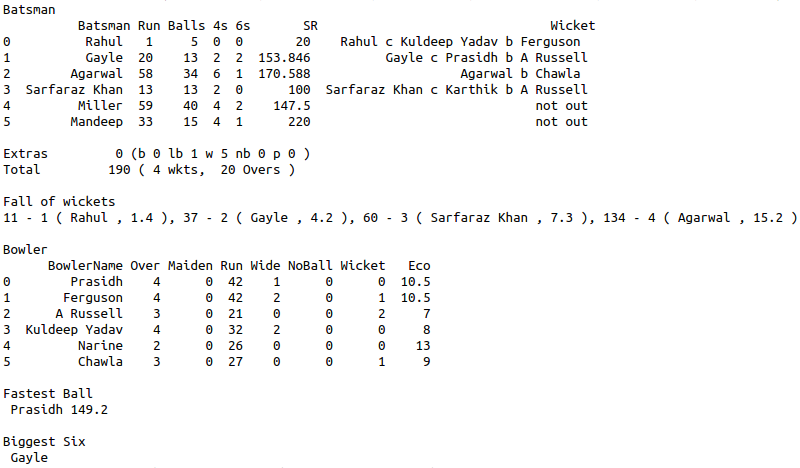 Batsman
Batsman Run Balls 4s 6s SR Wicket
0 Rahul 1 5 0 0 20 Rahul c Kuldeep Yadav b Ferguson
1 Gayle 20 13 2 2 153.846 Gayle c Prasidh b A Russell
2 Agarwal 58 34 6 1 170.588 Agarwal b Chawla
3 Sarfaraz Khan 13 13 2 0 100 Sarfaraz Khan c Karthik b A Russell
4 Miller 59 40 4 2 147.5 not out
5 Mandeep 33 15 4 1 220 not out
Extras 0 (b 0 lb 1 w 5 nb 0 p 0 )
Total 190 ( 4 wkts, 20 Overs )
Fall of wickets
11 - 1 ( Rahul , 1.4 ), 37 - 2 ( Gayle , 4.2 ), 60 - 3 ( Sarfaraz Khan , 7.3 ), 134 - 4 ( Agarwal , 15.2 )
Bowler
BowlerName Over Maiden Run Wide NoBall Wicket Eco
0 Prasidh 4 0 42 1 0 0 10.5
1 Ferguson 4 0 42 2 0 1 10.5
2 A Russell 3 0 21 0 0 2 7
3 Kuldeep Yadav 4 0 32 2 0 0 8
4 Narine 2 0 26 0 0 0 13
5 Chawla 3 0 27 0 0 1 9
Fastest Ball
Prasidh 149.2
Biggest Six
Gayle